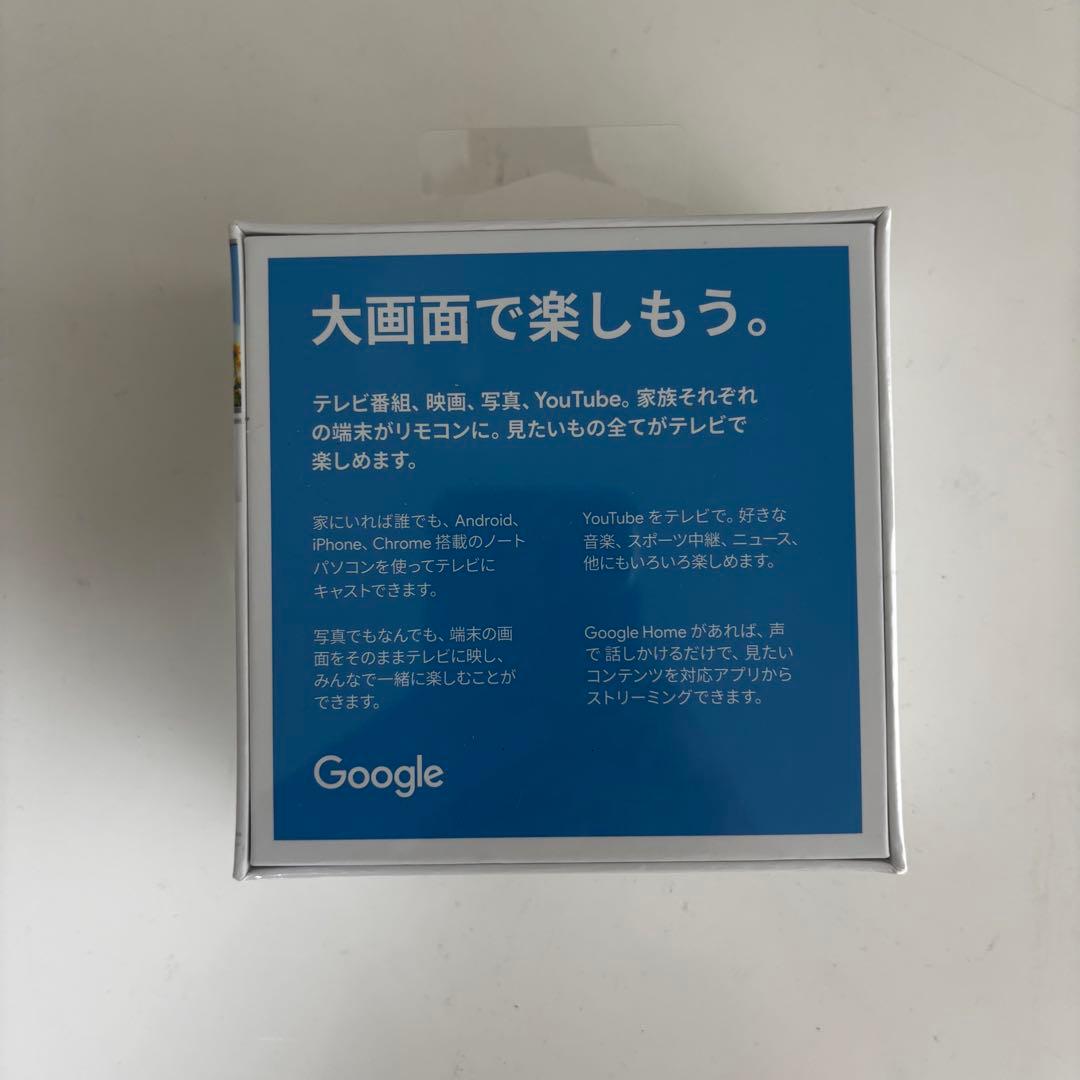 大画面で楽しもう。
テレビ番組、映画、写真、YouTube。家族それぞれ
の端末がリモコンに。見たいもの全てがテレビで
楽しめます。
家にいれば誰でも、Android、
iPhone、Chrome 搭載のノート
パソコンを使ってテレビに
キャストできます。
写真でもなんでも、端末の画
面をそのままテレビに映し、
みんなで一緒に楽しむことが
できます。
YouTube をテレビで。好きな
音楽、スポーツ中継、ニュース、
他にもいろいろ楽しめます。
Google Home があれば、声
で 話しかけるだけで、見たい
コンテンツを対応アプリから
ストリーミングできます。
Google